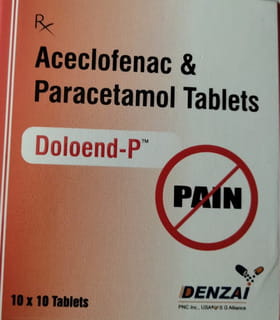 Rx
Aceclofenac &
Paracetamol Tablets
Doloend-P™
PAIN
DENZAI
10 x 10 Tablets